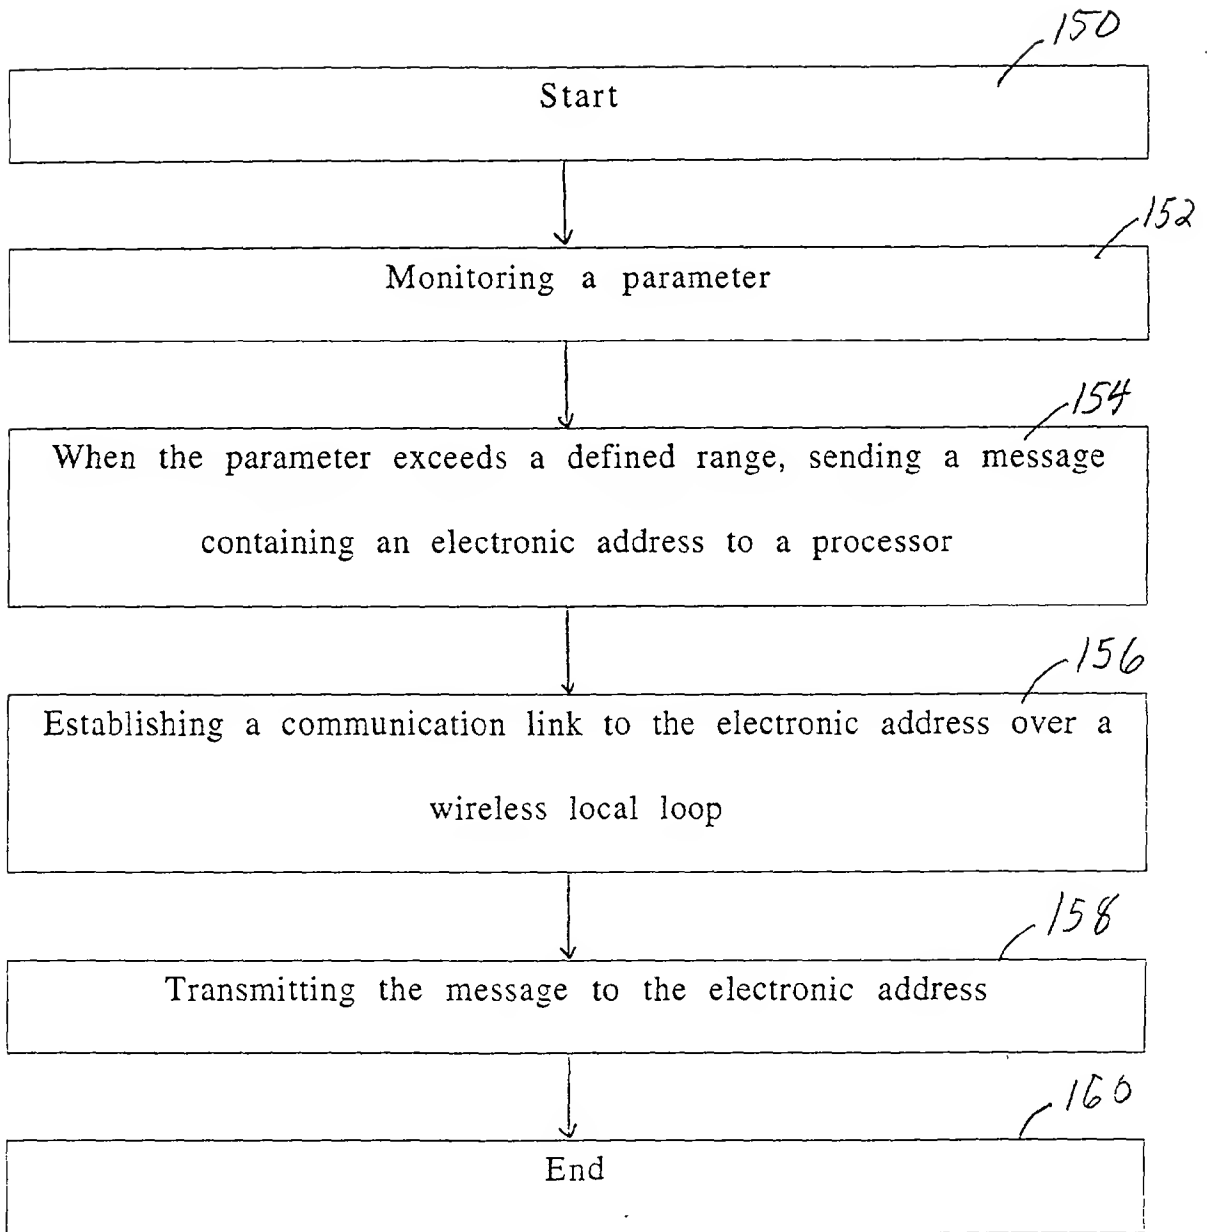 150
Start
152
Monitoring a parameter
154
When the parameter exceeds a defined range, sending a message
containing an electronic address to a processor
156
Establishing a communication link to the electronic address over a
wireless local loop
158
Transmitting the message to the electronic address
160
End